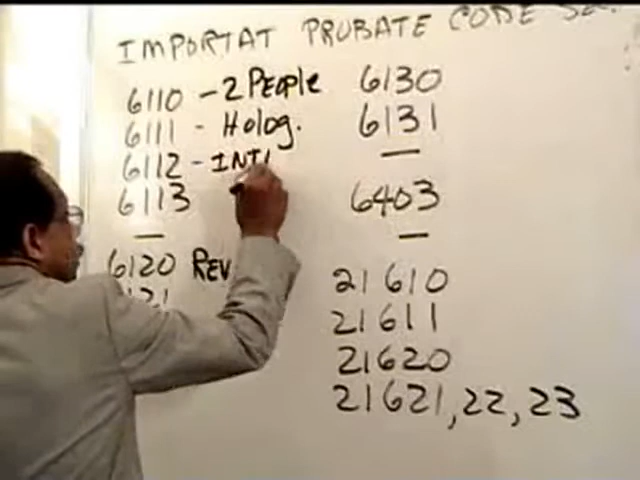 IMPORTAT PROBATE CODE
6110 - 2 PEOPLE
6111 - Holog.
6112 - INT
6113
—
6120 REV
6130
6131
—
6403
—
21610
21611
21620
21621, 22, 23